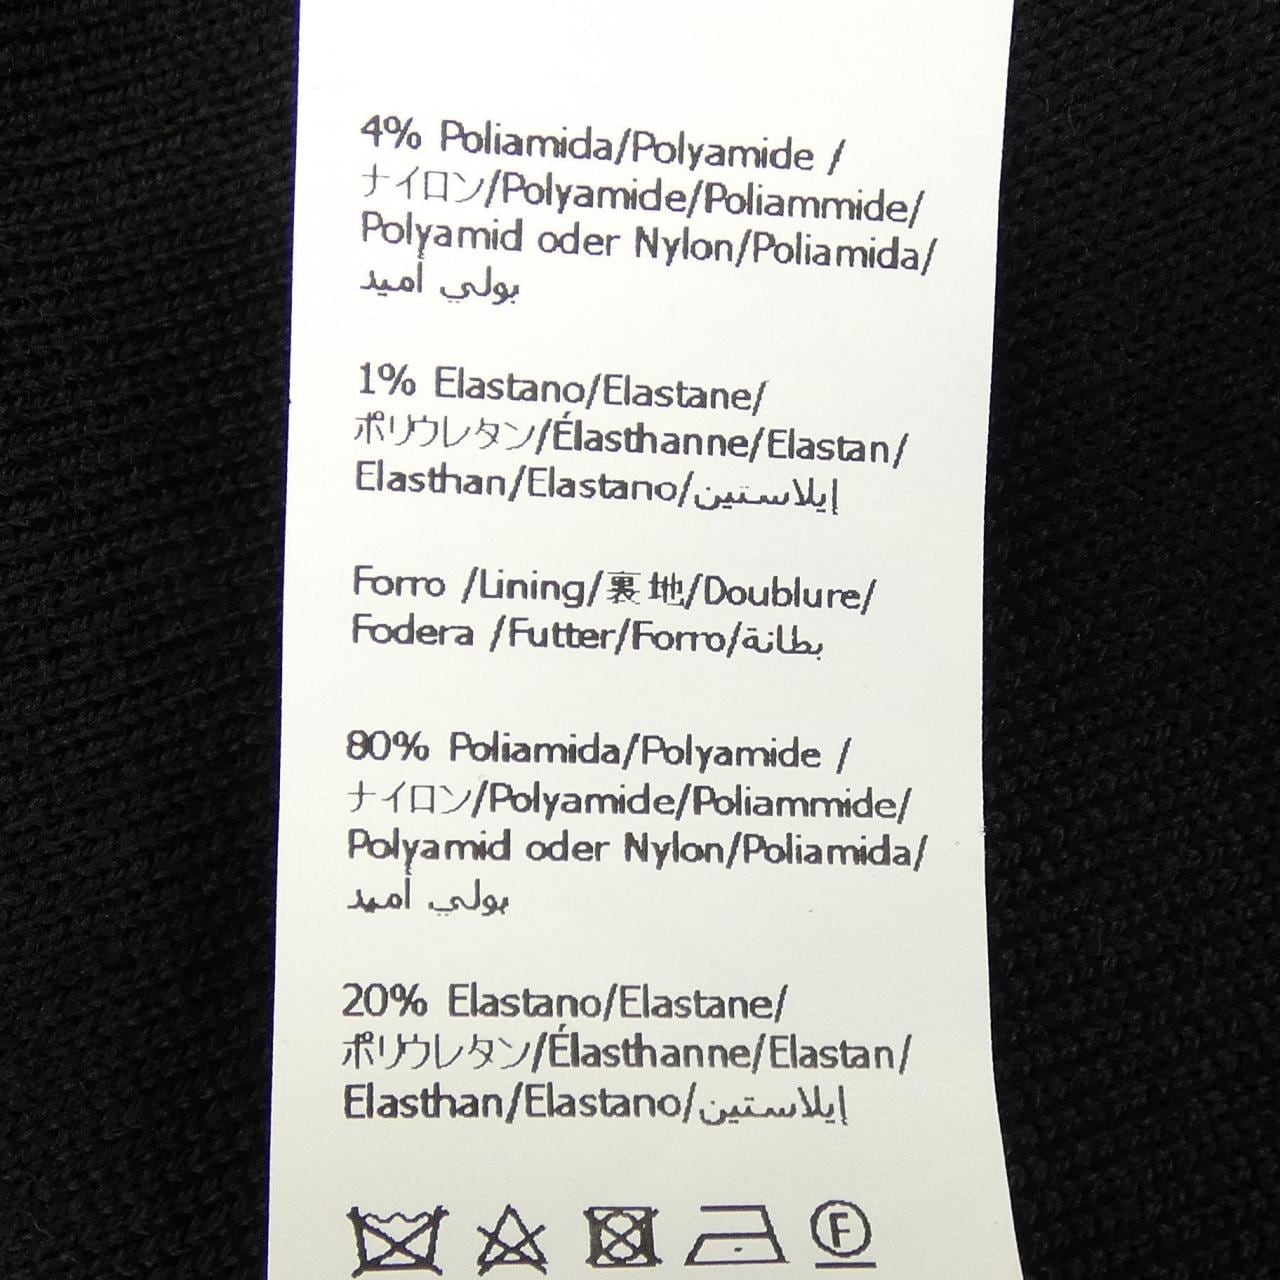 4% Poliamida/Polyamide /
ナイロン/Polyamide/Poliammide/
Polyamid oder Nylon/Poliamida/
بولي أميد
1% Elastano/Elastane/
ポリウレタン/Élasthanne/Elastan/
Elasthan/Elastano/إيلاستين
Forro /Lining/裏地/Doublure/
Fodera /Futter/Forro/بطانة
80% Poliamida/Polyamide /
ナイロン/Polyamide/Poliammide/
Polyamid oder Nylon/Poliamida/
بولي أميد
20% Elastano/Elastane/
ポリウレタン/Élasthanne/Elastan/
Elasthan/Elastano/إيلاستين
F